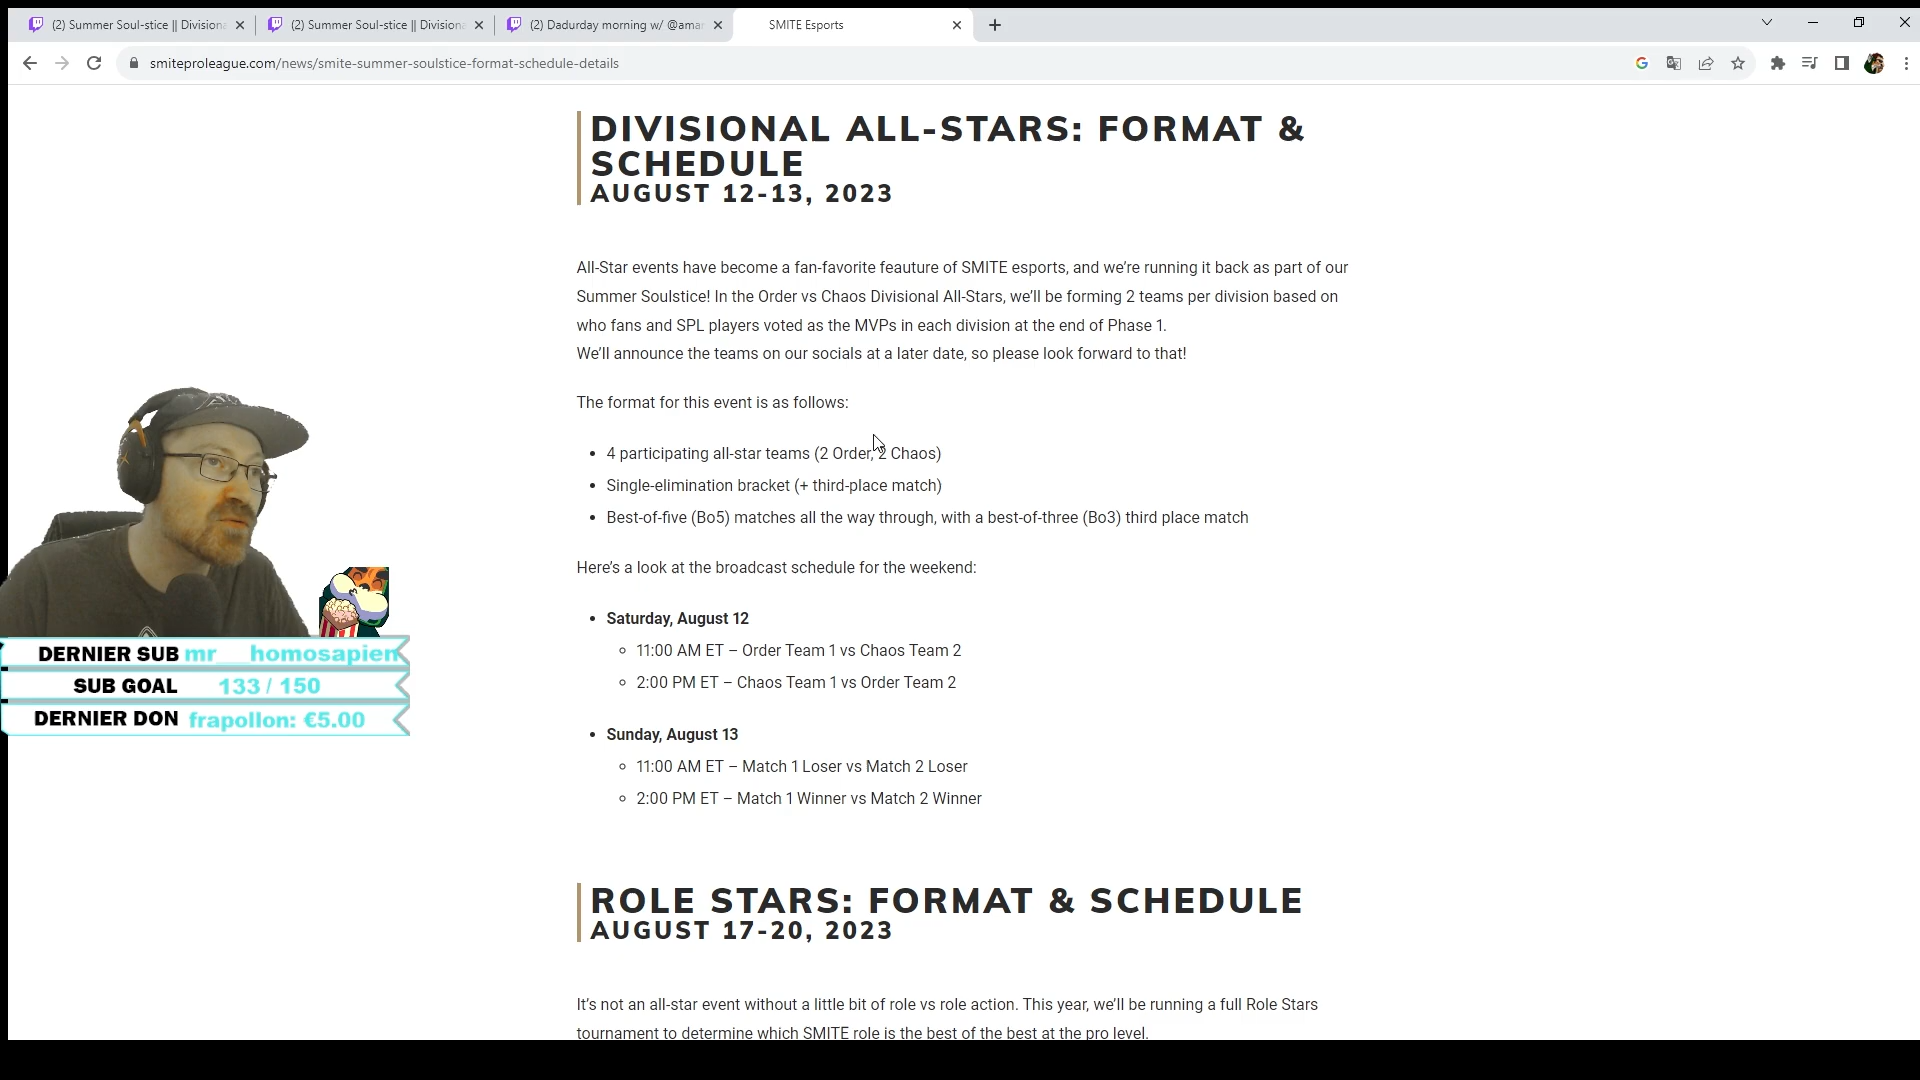 (2) Summer Soul-stice || Divisiona
(2) Summer Soul-stice || Divisiona
(2) Dadurday morning w/ @amar
SMITE Esports
smiteproleague.com/news/smite-summer-soulstice-format-schedule-details
DIVISIONAL ALL-STARS: FORMAT &
SCHEDULE
AUGUST 12-13, 2023
All-Star events have become a fan-favorite feauture of SMITE esports, and we're running it back as part of our
Summer Soulstice! In the Order vs Chaos Divisional All-Stars, we'll be forming 2 teams per division based on
who fans and SPL players voted as the MVPs in each division at the end of Phase 1.
We'll announce the teams on our socials at a later date, so please look forward to that!
The format for this event is as follows:
• 4 participating all-star teams (2 Order, 2 Chaos)
• Single-elimination bracket (+ third-place match)
• Best-of-five (Bo5) matches all the way through, with a best-of-three (Bo3) third place match
Here's a look at the broadcast schedule for the weekend:
• Saturday, August 12
◦ 11:00 AM ET – Order Team 1 vs Chaos Team 2
◦ 2:00 PM ET – Chaos Team 1 vs Order Team 2
• Sunday, August 13
◦ 11:00 AM ET – Match 1 Loser vs Match 2 Loser
◦ 2:00 PM ET – Match 1 Winner vs Match 2 Winner
ROLE STARS: FORMAT & SCHEDULE
AUGUST 17-20, 2023
It's not an all-star event without a little bit of role vs role action. This year, we'll be running a full Role Stars
tournament to determine which SMITE role is the best of the best at the pro level.
DERNIER SUB mr___homosapien
SUB GOAL 133 / 150
DERNIER DON frapollon: €5.00